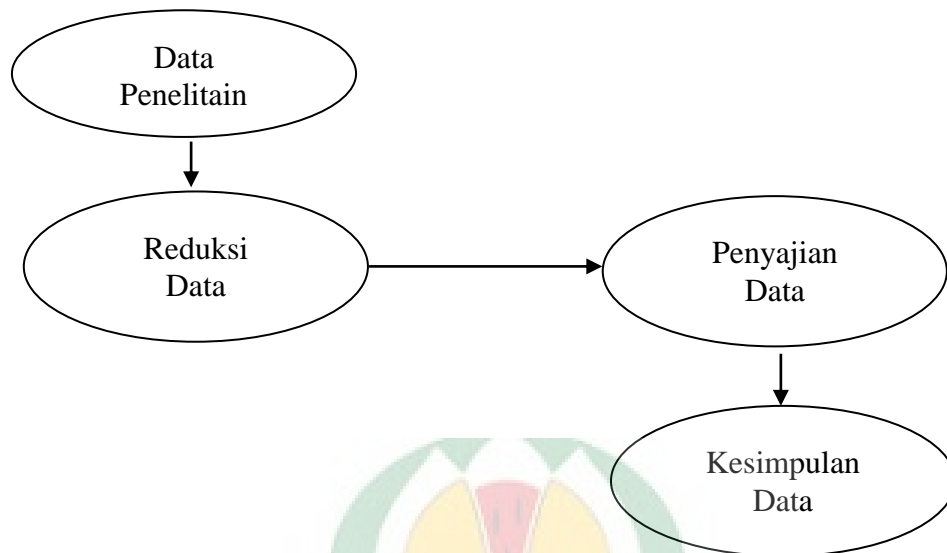 Data
Penelitain
Reduksi
Data
Penyajian
Data
Kesimpulan
Data